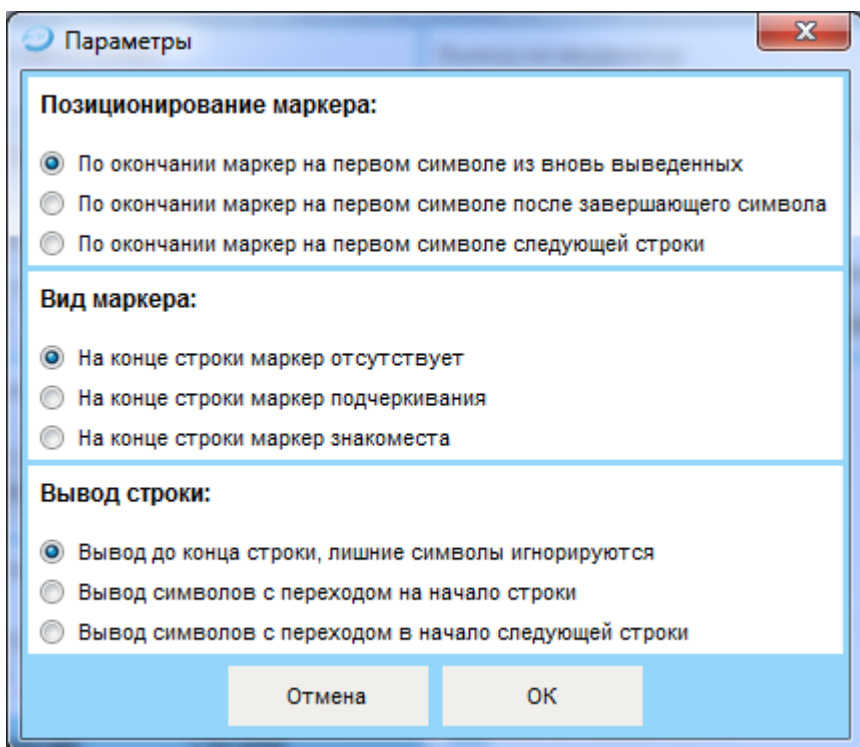 Параметры
Позиционирование маркера:
По окончании маркер на первом символе из вновь выведенных
По окончании маркер на первом символе после завершающего символа
По окончании маркер на первом символе следующей строки
Вид маркера:
На конце строки маркер отсутствует
На конце строки маркер подчеркивания
На конце строки маркер знакоместа
Вывод строки:
Вывод до конца строки, лишние символы игнорируются
Вывод символов с переходом на начало строки
Вывод символов с переходом в начало следующей строки
Отмена
ОК